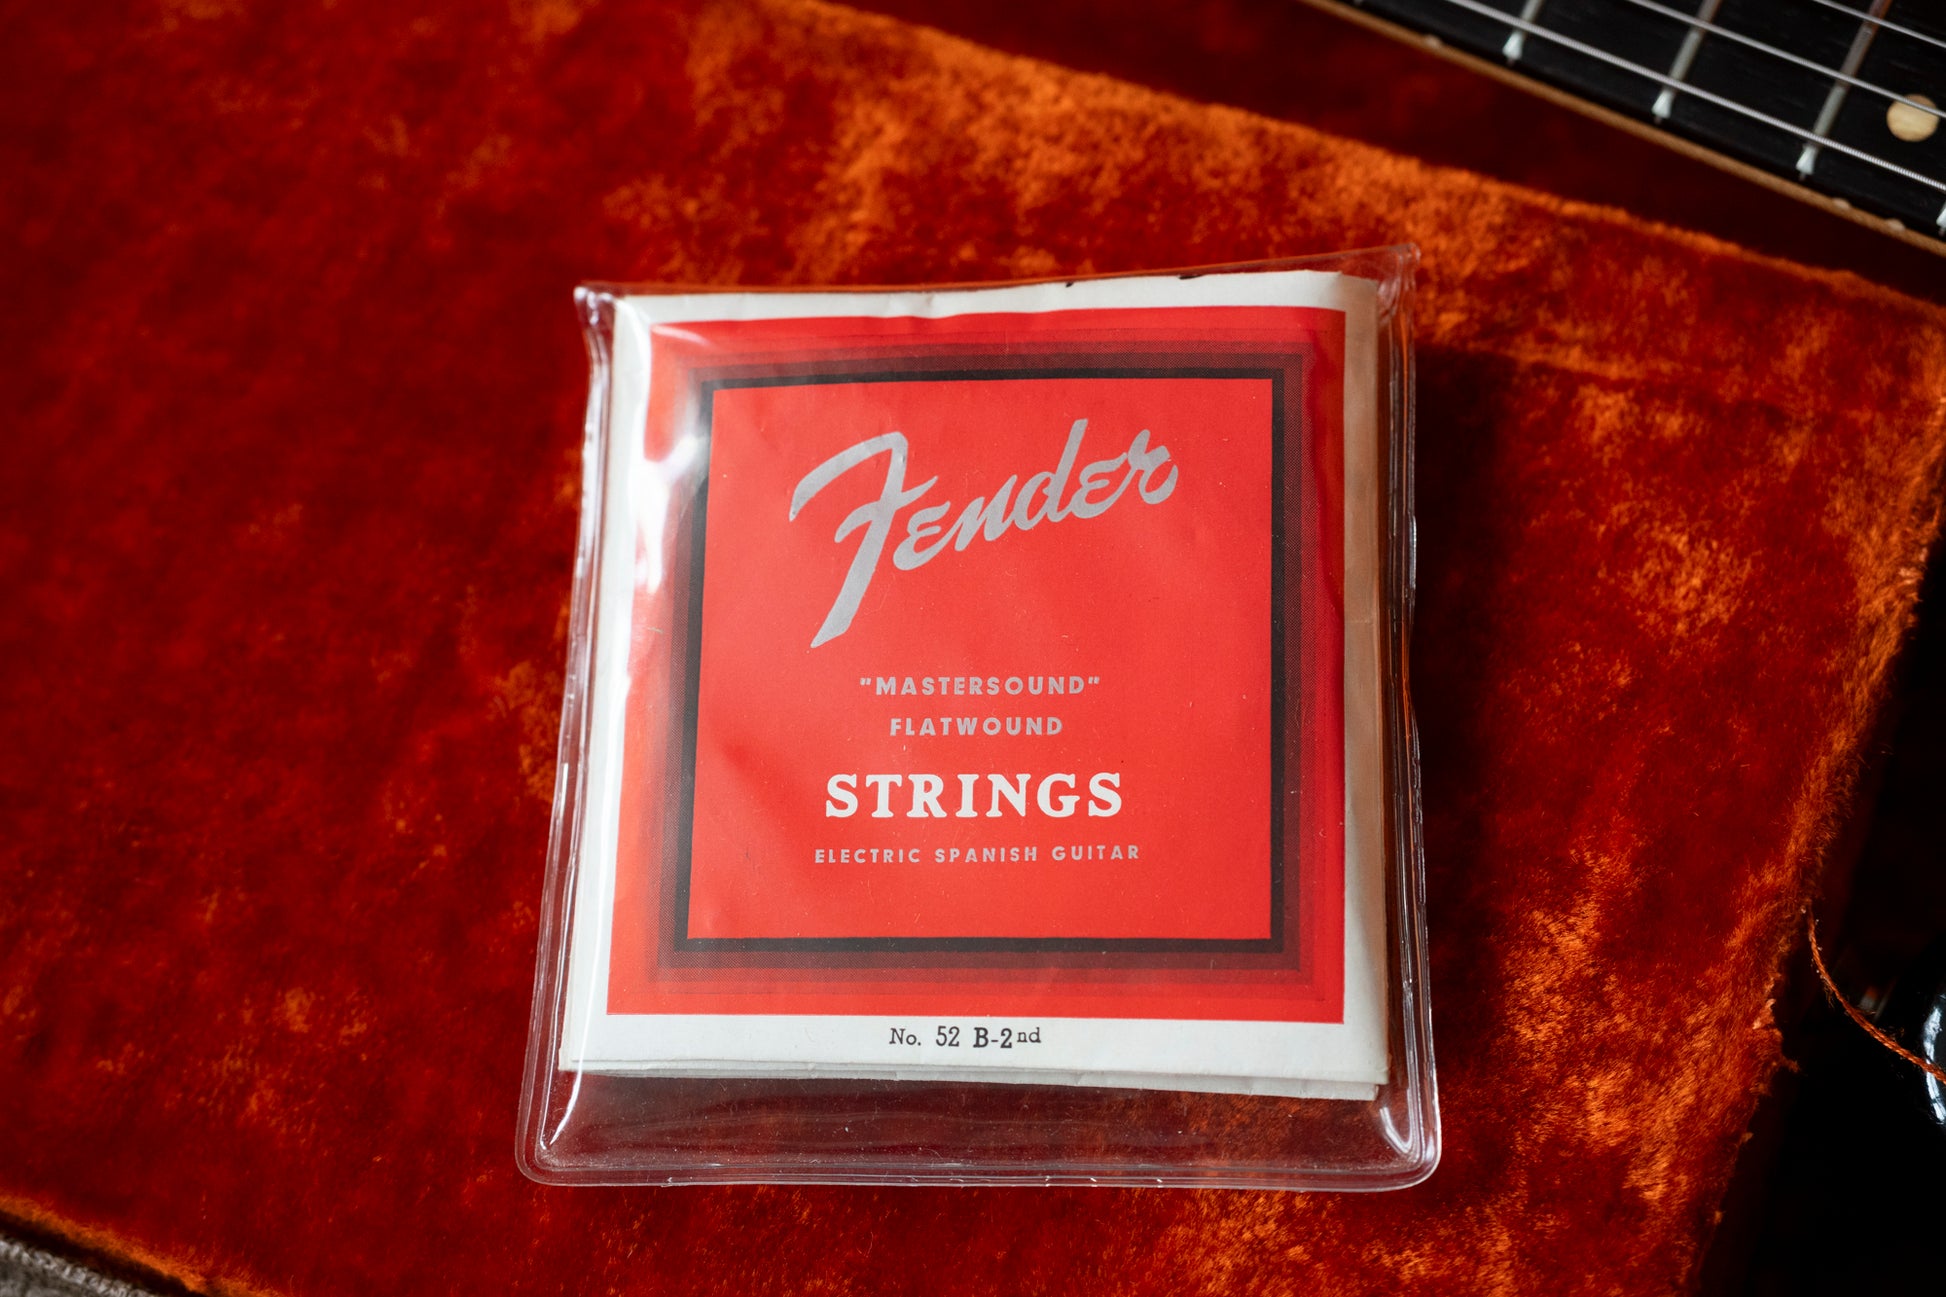 Fender
"MASTERSOUND"
FLATWOUND
STRINGS
ELECTRIC SPANISH GUITAR
No. 52 B-2nd